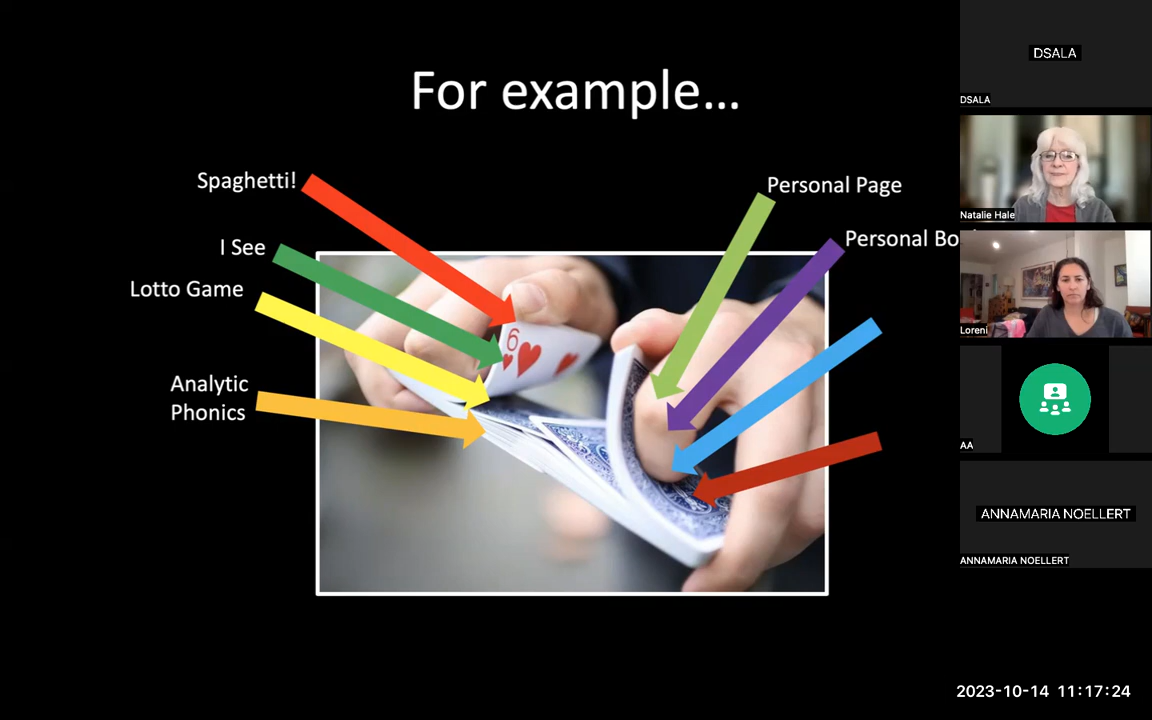 For example...
Spaghetti!
I See
Lotto Game
Analytic
Phonics
Personal Page
Personal
6
DSALA
DSALA
Natalie Hale
Loreni
AA
ANNAMARIA NOELLERT
ANNAMARIA NOELLERT
2023-10-14 11:17:24